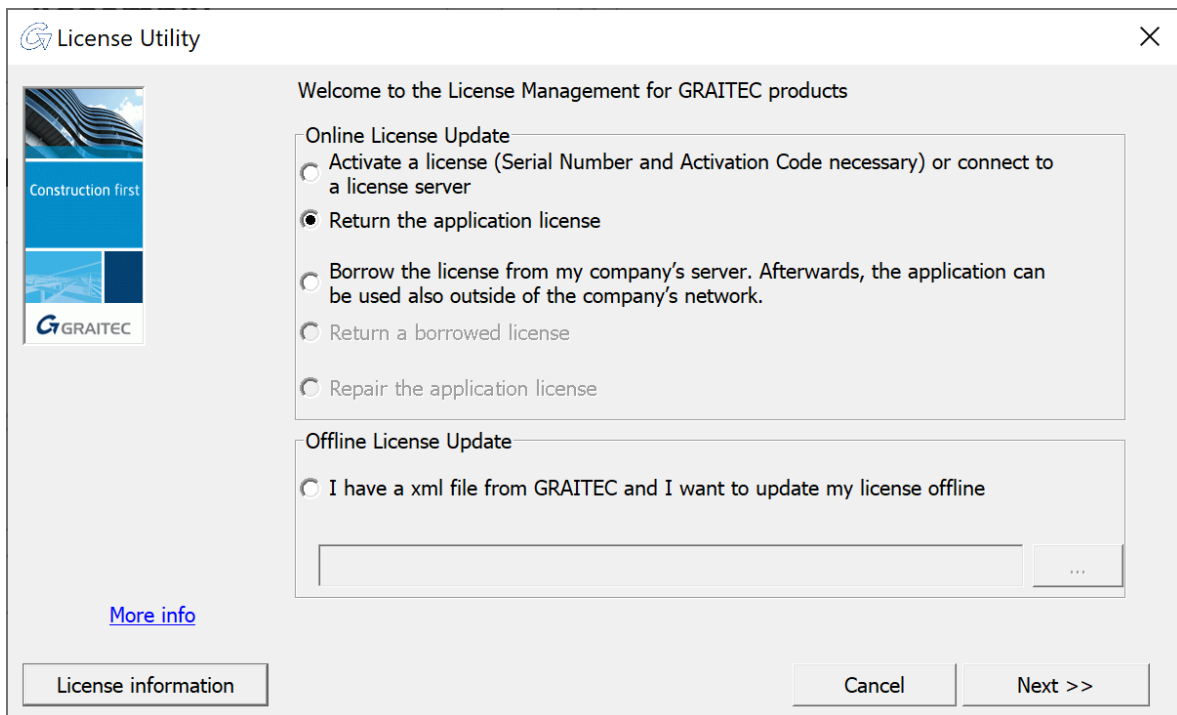 License Utility
Welcome to the License Management for GRAITEC products
Online License Update
Activate a license (Serial Number and Activation Code necessary) or connect to
a license server
Return the application license
Borrow the license from my company's server. Afterwards, the application can
be used also outside of the company's network.
Return a borrowed license
Repair the application license
Offline License Update
I have a xml file from GRAITEC and I want to update my license offline
...
Construction first
GRAITEC
More info
License information
Cancel
Next >>